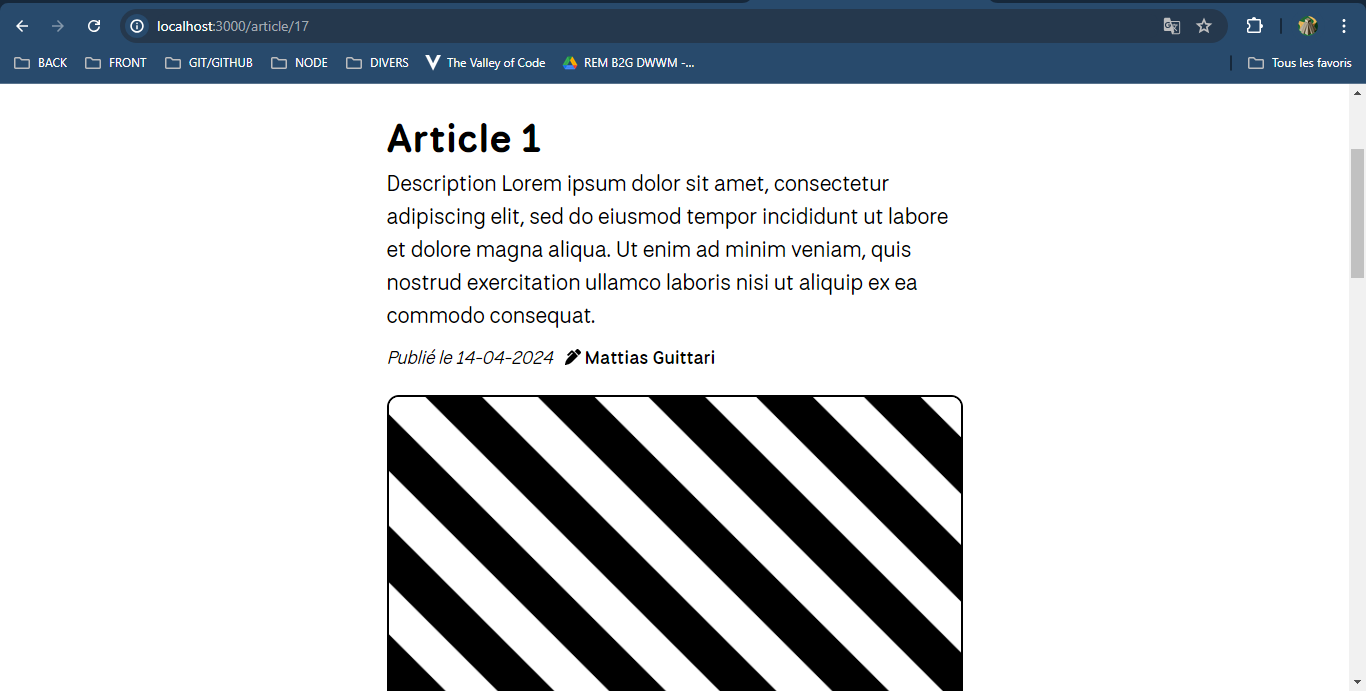 localhost:3000/article/17
BACK FRONT GIT/GITHUB NODE DIVERS The Valley of Code REM B2G DWWM -... Tous les favoris
Article 1
Description Lorem ipsum dolor sit amet, consectetur
adipiscing elit, sed do eiusmod tempor incididunt ut labore
et dolore magna aliqua. Ut enim ad minim veniam, quis
nostrud exercitation ullamco laboris nisi ut aliquip ex ea
commodo consequat.
Publié le 14-04-2024 Mattias Guittari